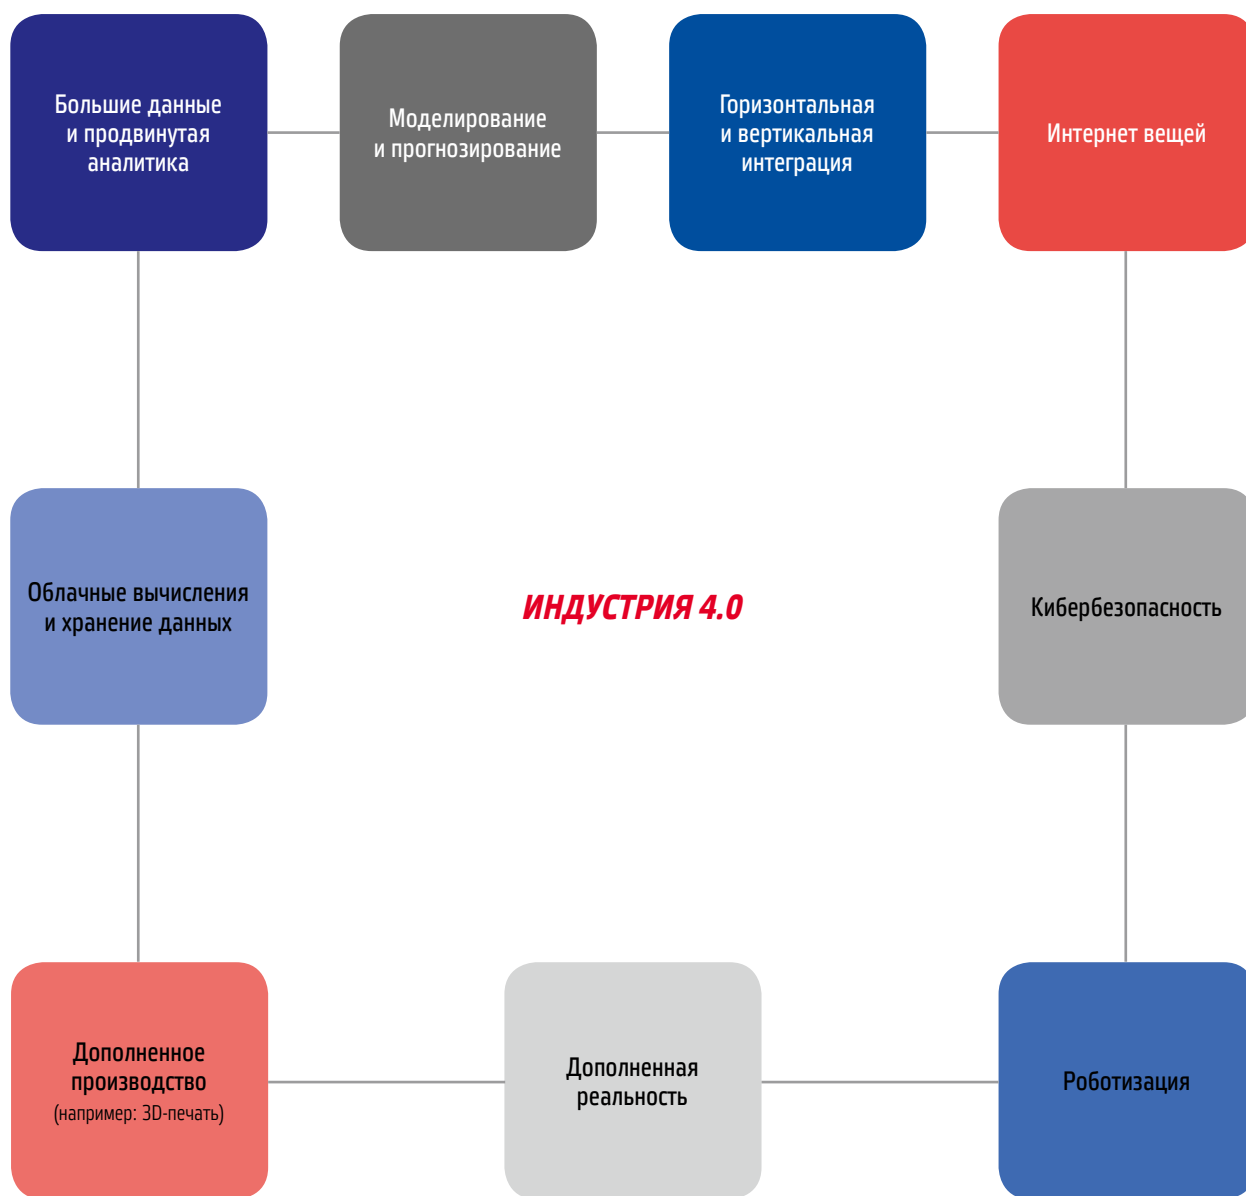 Большие данные
и продвинутая
аналитика
Моделирование
и прогнозирование
Горизонтальная
и вертикальная
интеграция
Интернет вещей
Облачные вычисления
и хранение данных
ИНДУСТРИЯ 4.0
Кибербезопасность
Дополненное
производство
(например: 3D-печать)
Дополненная
реальность
Роботизация